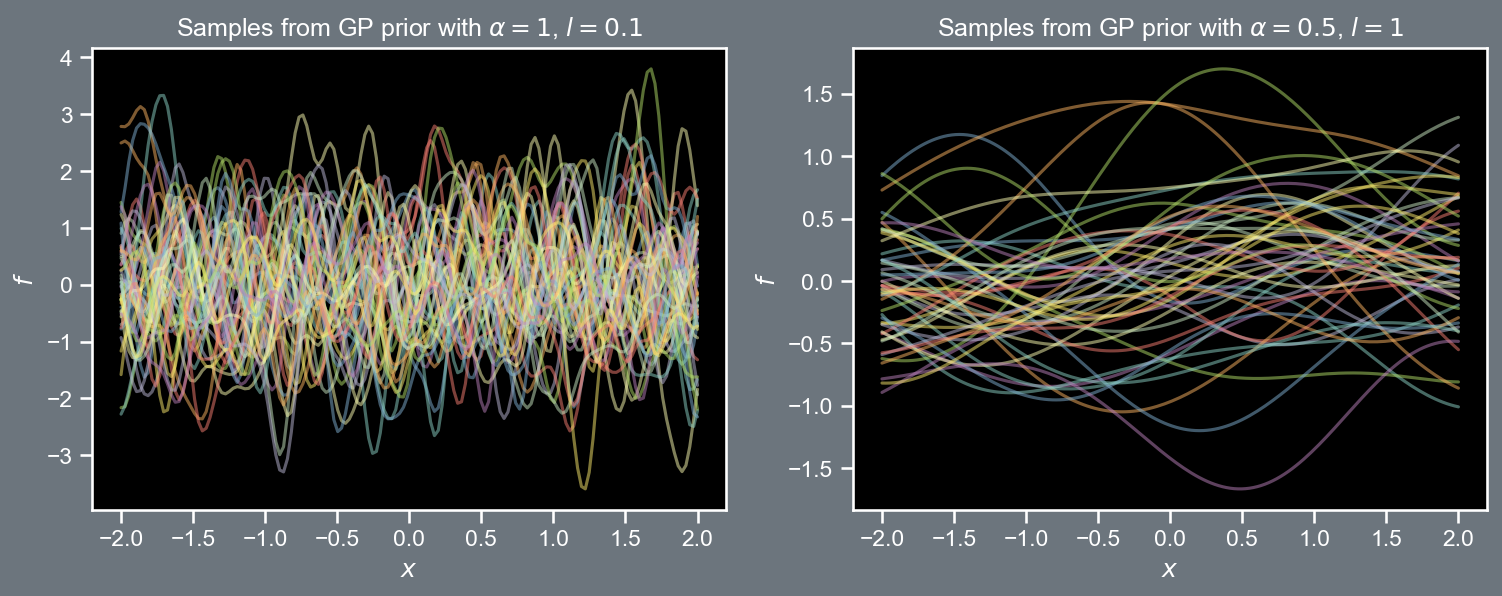 Samples from GP prior with α = 1, l = 0.1
4
3
2
1
0
−1
−2
−3
f
−2.0 −1.5 −1.0 −0.5 0.0 0.5 1.0 1.5 2.0
x
Samples from GP prior with α = 0.5, l = 1
1.5
1.0
0.5
0.0
−0.5
−1.0
−1.5
f
−2.0 −1.5 −1.0 −0.5 0.0 0.5 1.0 1.5 2.0
x